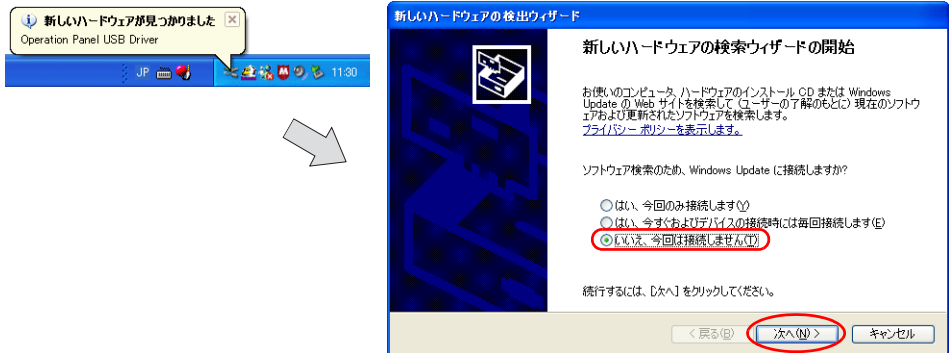 新しいハードウェアが見つかりました
Operation Panel USB Driver
JP
11:30
新しいハードウェアの検出ウィザード
新しいハードウェアの検索ウィザードの開始
お使いのコンピュータ、ハードウェアのインストール CD または Windows
Update の Web サイトを検索して（ユーザーの了解のもとに）現在のソフトウ
ェアおよび更新されたソフトウェアを検索します。
プライバシー ポリシーを表示します。
ソフトウェア検索のため、Windows Update に接続しますか?
はい、今回のみ接続します(Y)
はい、今すぐおよびデバイスの接続時には毎回接続します(E)
いいえ、今回は接続しません(T)
続行するには、[次へ] をクリックしてください。
< 戻る(B)
次へ(N) >
キャンセル